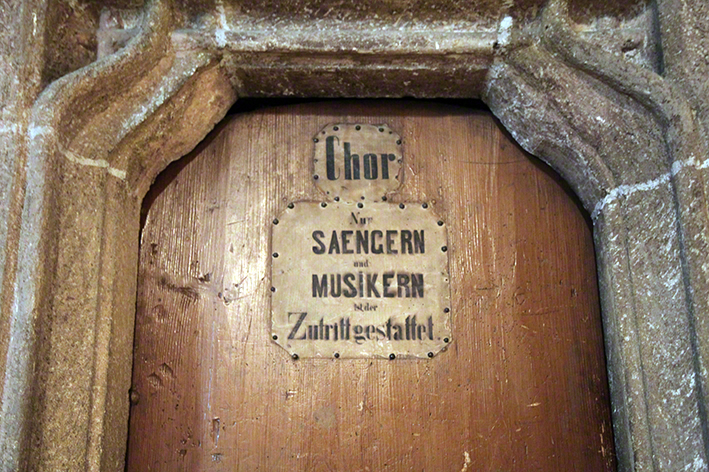 Chor
Nur
SAENGERN
und
MUSIKERN
ist der
Zutritt gestattet.